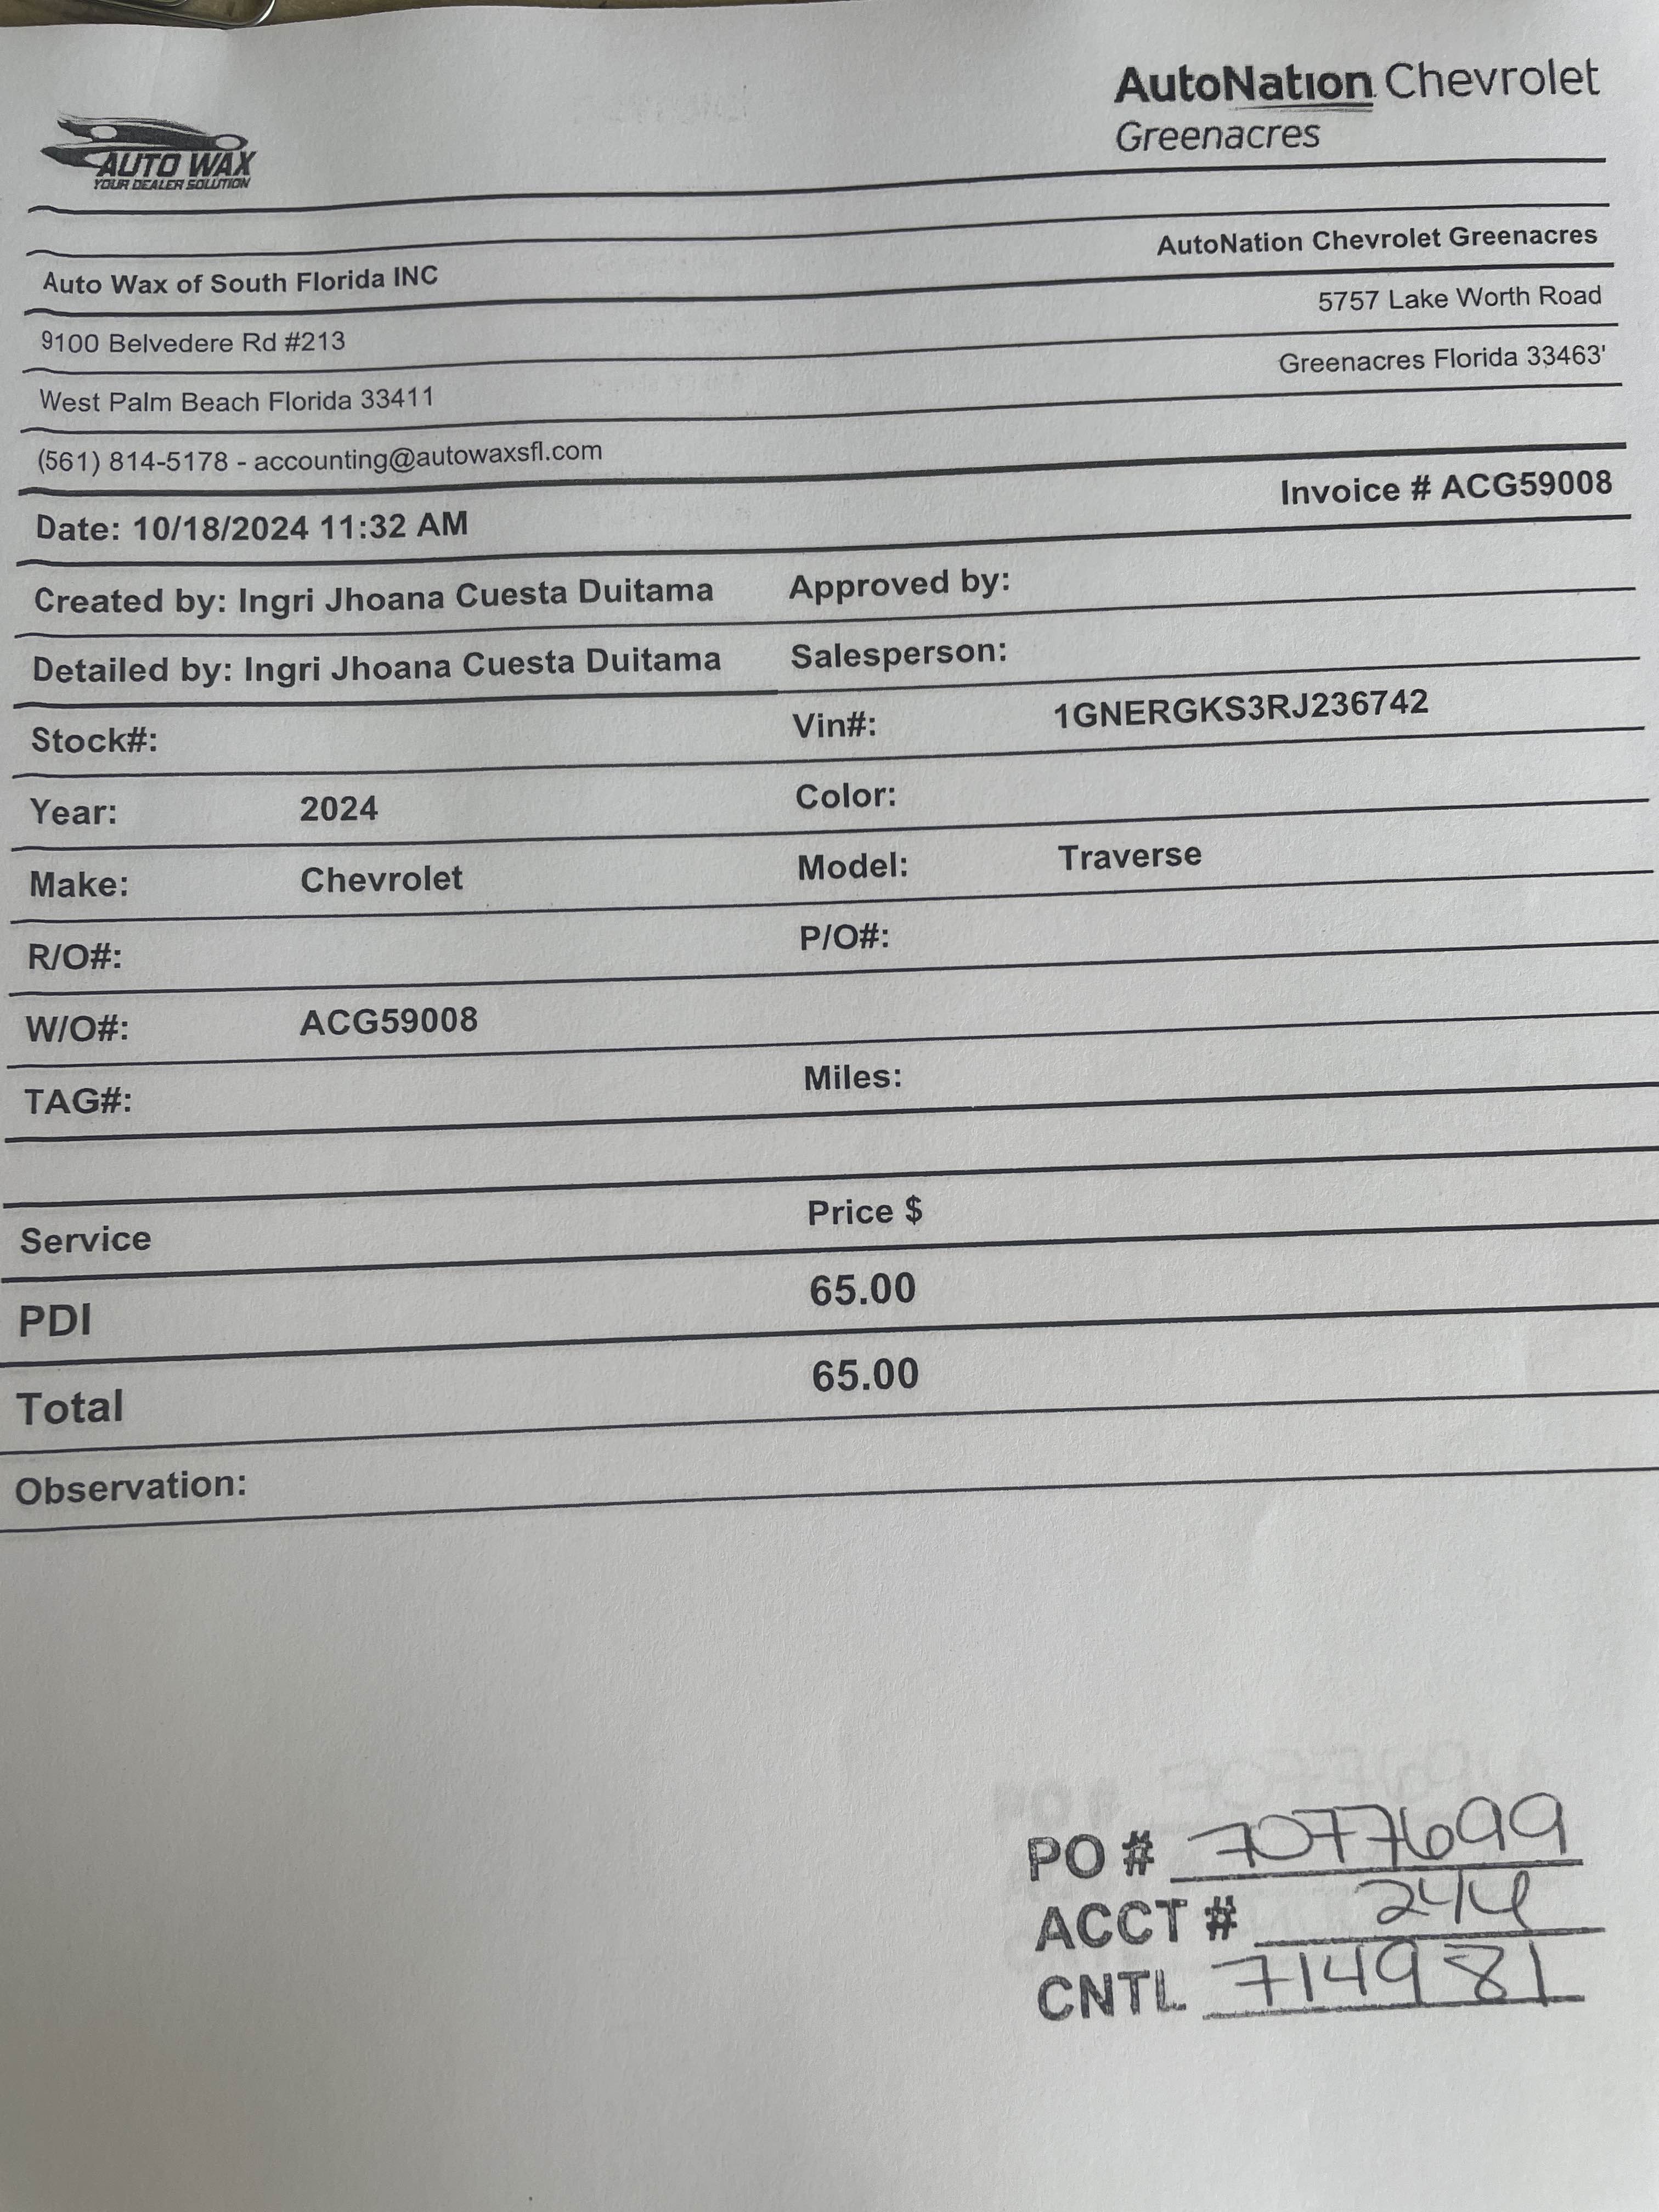 AutoNation Chevrolet
Greenacres
AUTO WAX
YOUR DEALER SOLUTION
AutoNation Chevrolet Greenacres
Auto Wax of South Florida INC
5757 Lake Worth Road
9100 Belvedere Rd #213
Greenacres Florida 33463'
West Palm Beach Florida 33411
(561) 814-5178 - accounting@autowaxsfl.com
Invoice # ACG59008
Date: 10/18/2024 11:32 AM
Created by: Ingri Jhoana Cuesta Duitama Approved by:
Detailed by: Ingri Jhoana Cuesta Duitama Salesperson:
Stock#: Vin#: 1GNERGKS3RJ236742
Year: 2024 Color:
Make: Chevrolet Model: Traverse
R/O#: P/O#:
W/O#: ACG59008
TAG#: Miles:
Service Price $
PDI 65.00
Total 65.00
Observation:
PO # 7077699
ACCT # 244
CNTL 714981